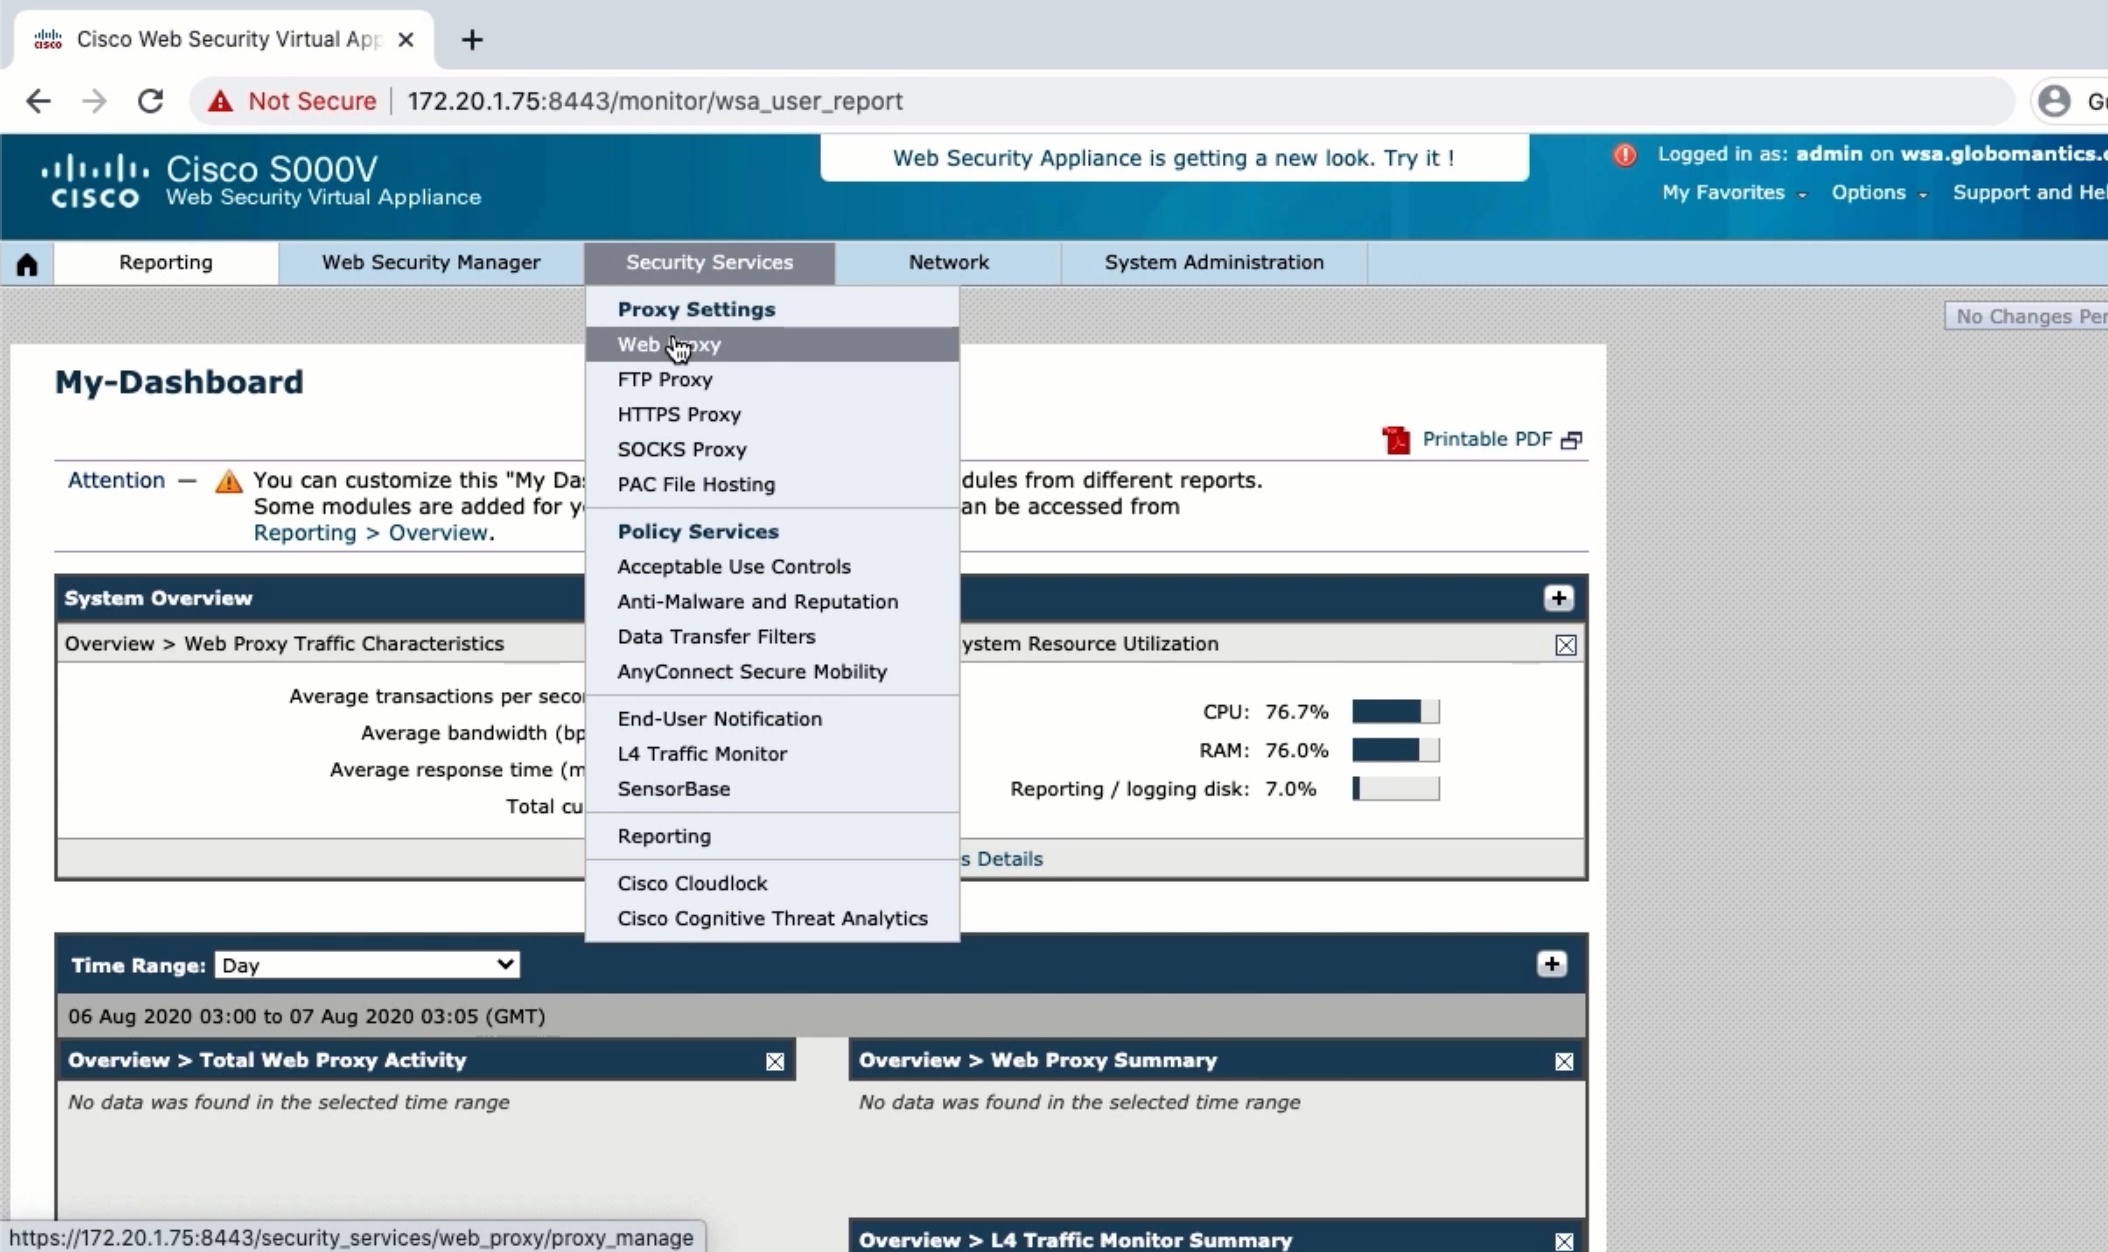 Cisco Web Security Virtual App
Not Secure
172.20.1.75:8443/monitor/wsa_user_report
CISCO
Cisco S000V
Web Security Virtual Appliance
Web Security Appliance is getting a new look. Try it !
Logged in as: admin on wsa.globomantics.
My Favorites
Options
Support and
Reporting
Web Security Manager
Security Services
Network
System Administration
No Changes
Proxy Settings
Web Proxy
FTP Proxy
HTTPS Proxy
SOCKS Proxy
PAC File Hosting
Policy Services
Acceptable Use Controls
Anti-Malware and Reputation
Data Transfer Filters
AnyConnect Secure Mobility
End-User Notification
L4 Traffic Monitor
SensorBase
Reporting
Cisco Cloudlock
Cisco Cognitive Threat Analytics
My-Dashboard
Printable PDF
Attention — You can customize this "My Da dules from different reports.
Some modules are added for y an be accessed from
Reporting > Overview.
System Overview
Overview > Web Proxy Traffic Characteristics
ystem Resource Utilization
Average transactions per seco
Average bandwidth (bp
Average response time (m
Total cu
CPU: 76.7%
RAM: 76.0%
Reporting / logging disk: 7.0%
s Details
Time Range: Day
06 Aug 2020 03:00 to 07 Aug 2020 03:05 (GMT)
Overview > Total Web Proxy Activity
Overview > Web Proxy Summary
No data was found in the selected time range
No data was found in the selected time range
Overview > L4 Traffic Monitor Summary
https://172.20.1.75:8443/security_services/web_proxy/proxy_manage